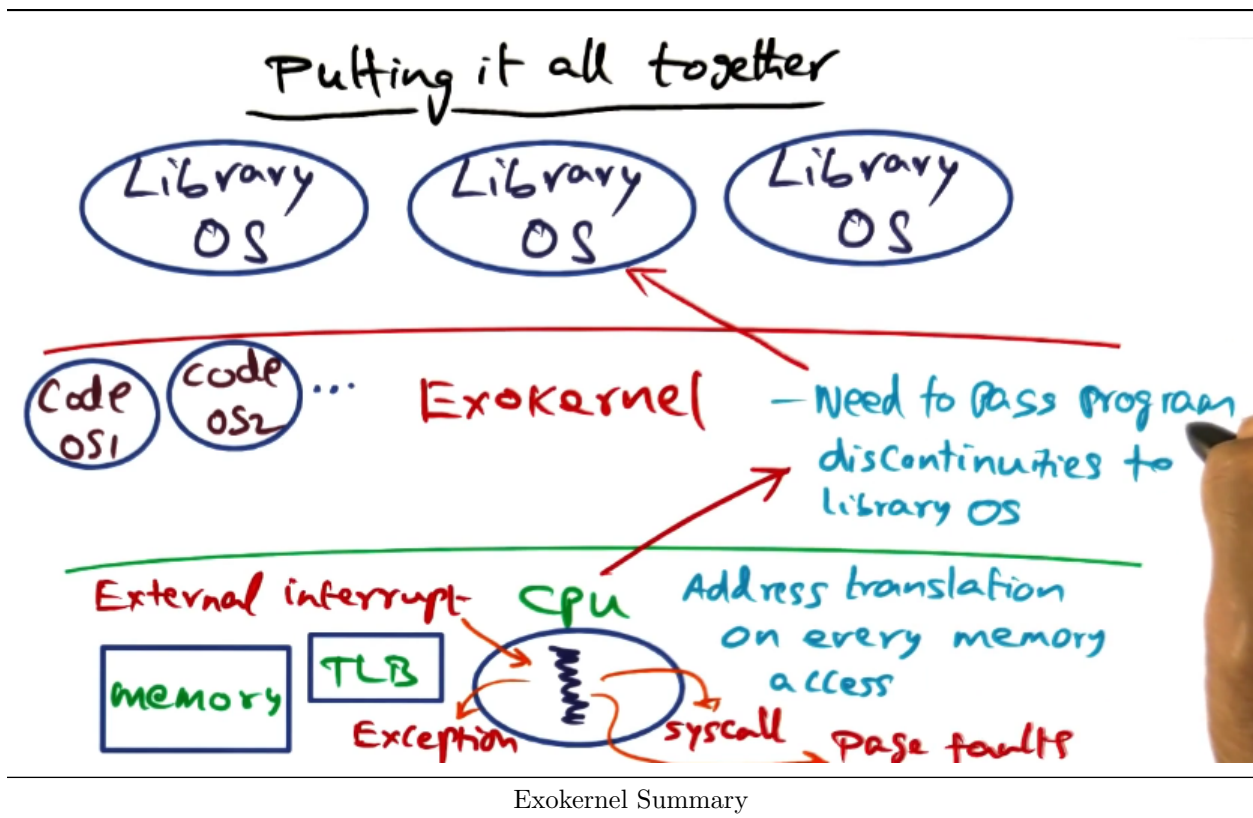 Putting it all together
Library
OS
Library
OS
Library
OS
Code
OS1
Code
OS2
...
Exokernel
- Need to pass program
discontinuities to
library OS
External interrupt
CPU
Address translation
on every memory
access
memory
TLB
Exception
syscall
page faults
Exokernel Summary